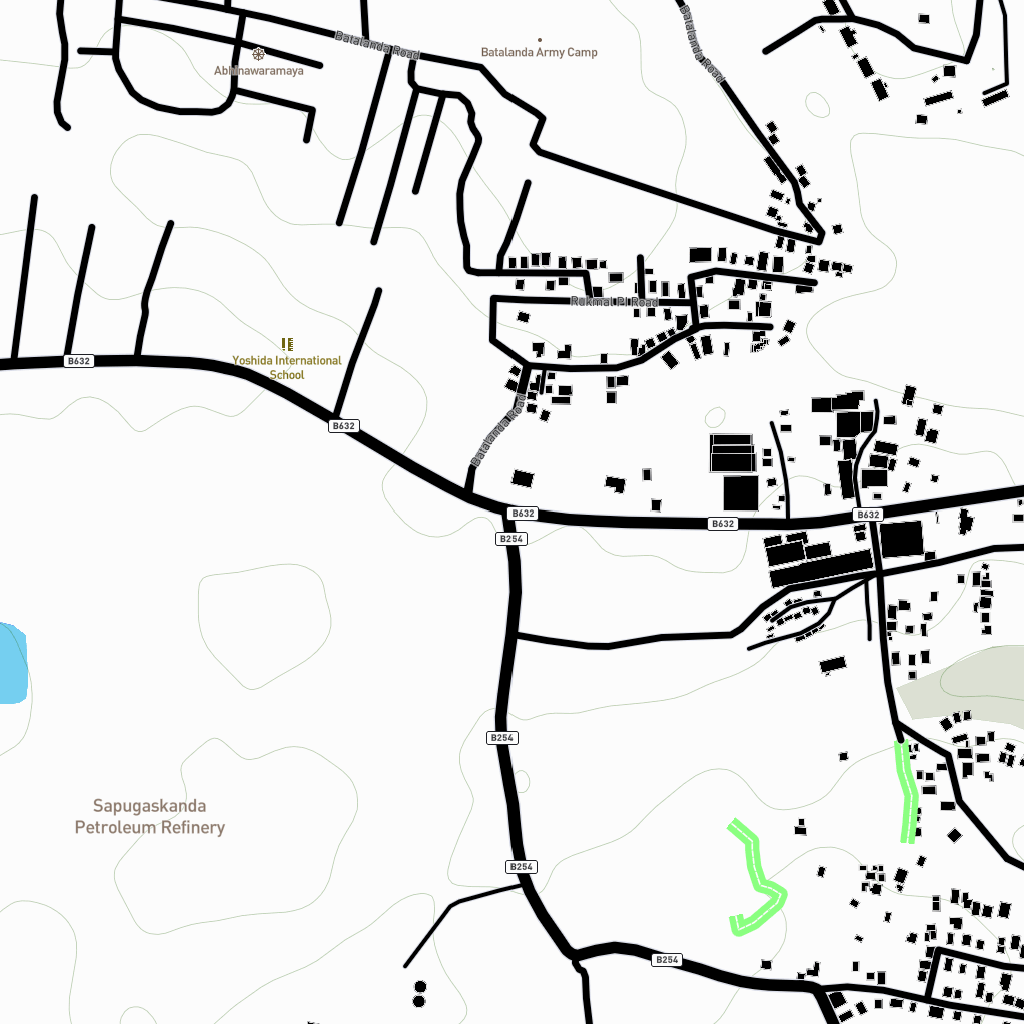 Batalanda Road
Batalanda Army Camp
Batalanda Road
Abhinawaramaya
Rukmal Pl Road
Yoshida International
School
B632
B632
Batalanda Road
B632
B632
B632
B254
B254
Sapugaskanda
Petroleum Refinery
B254
B254